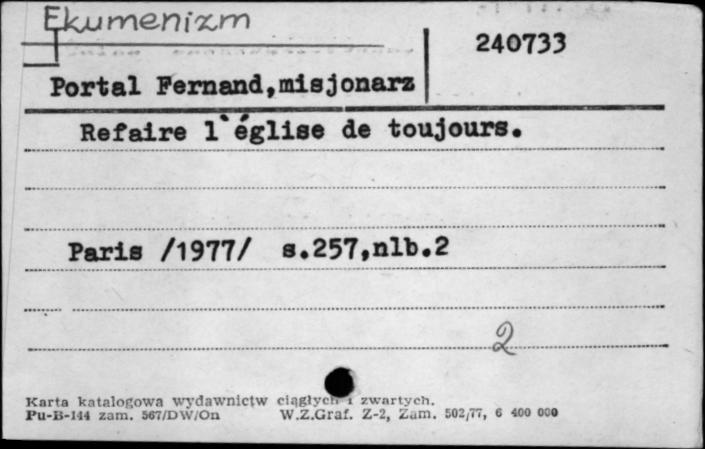 Ekumenizm
240733
Portal Fernand,misjonarz
Refaire l`église de toujours.
Paris /1977/ s.257,nlb.2
2
Karta katalogowa wydawnictw ciągłych i zwartych.
Pu-B-144 zam. 567/DW/On W.Z.Graf. Z-2, Zam. 502/77, 6 400 000